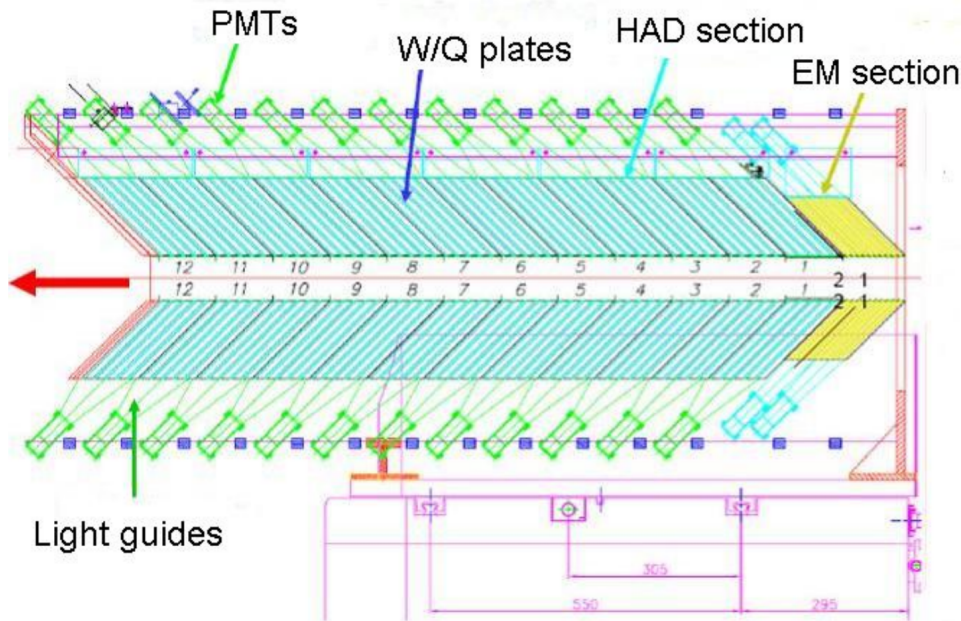 PMTs
W/Q plates
HAD section
EM section
12 11 10 9 8 7 6 5 4 3 2 1
2 1
12 11 10 9 8 7 6 5 4 3 2 1
2 1
Light guides
305
550
295